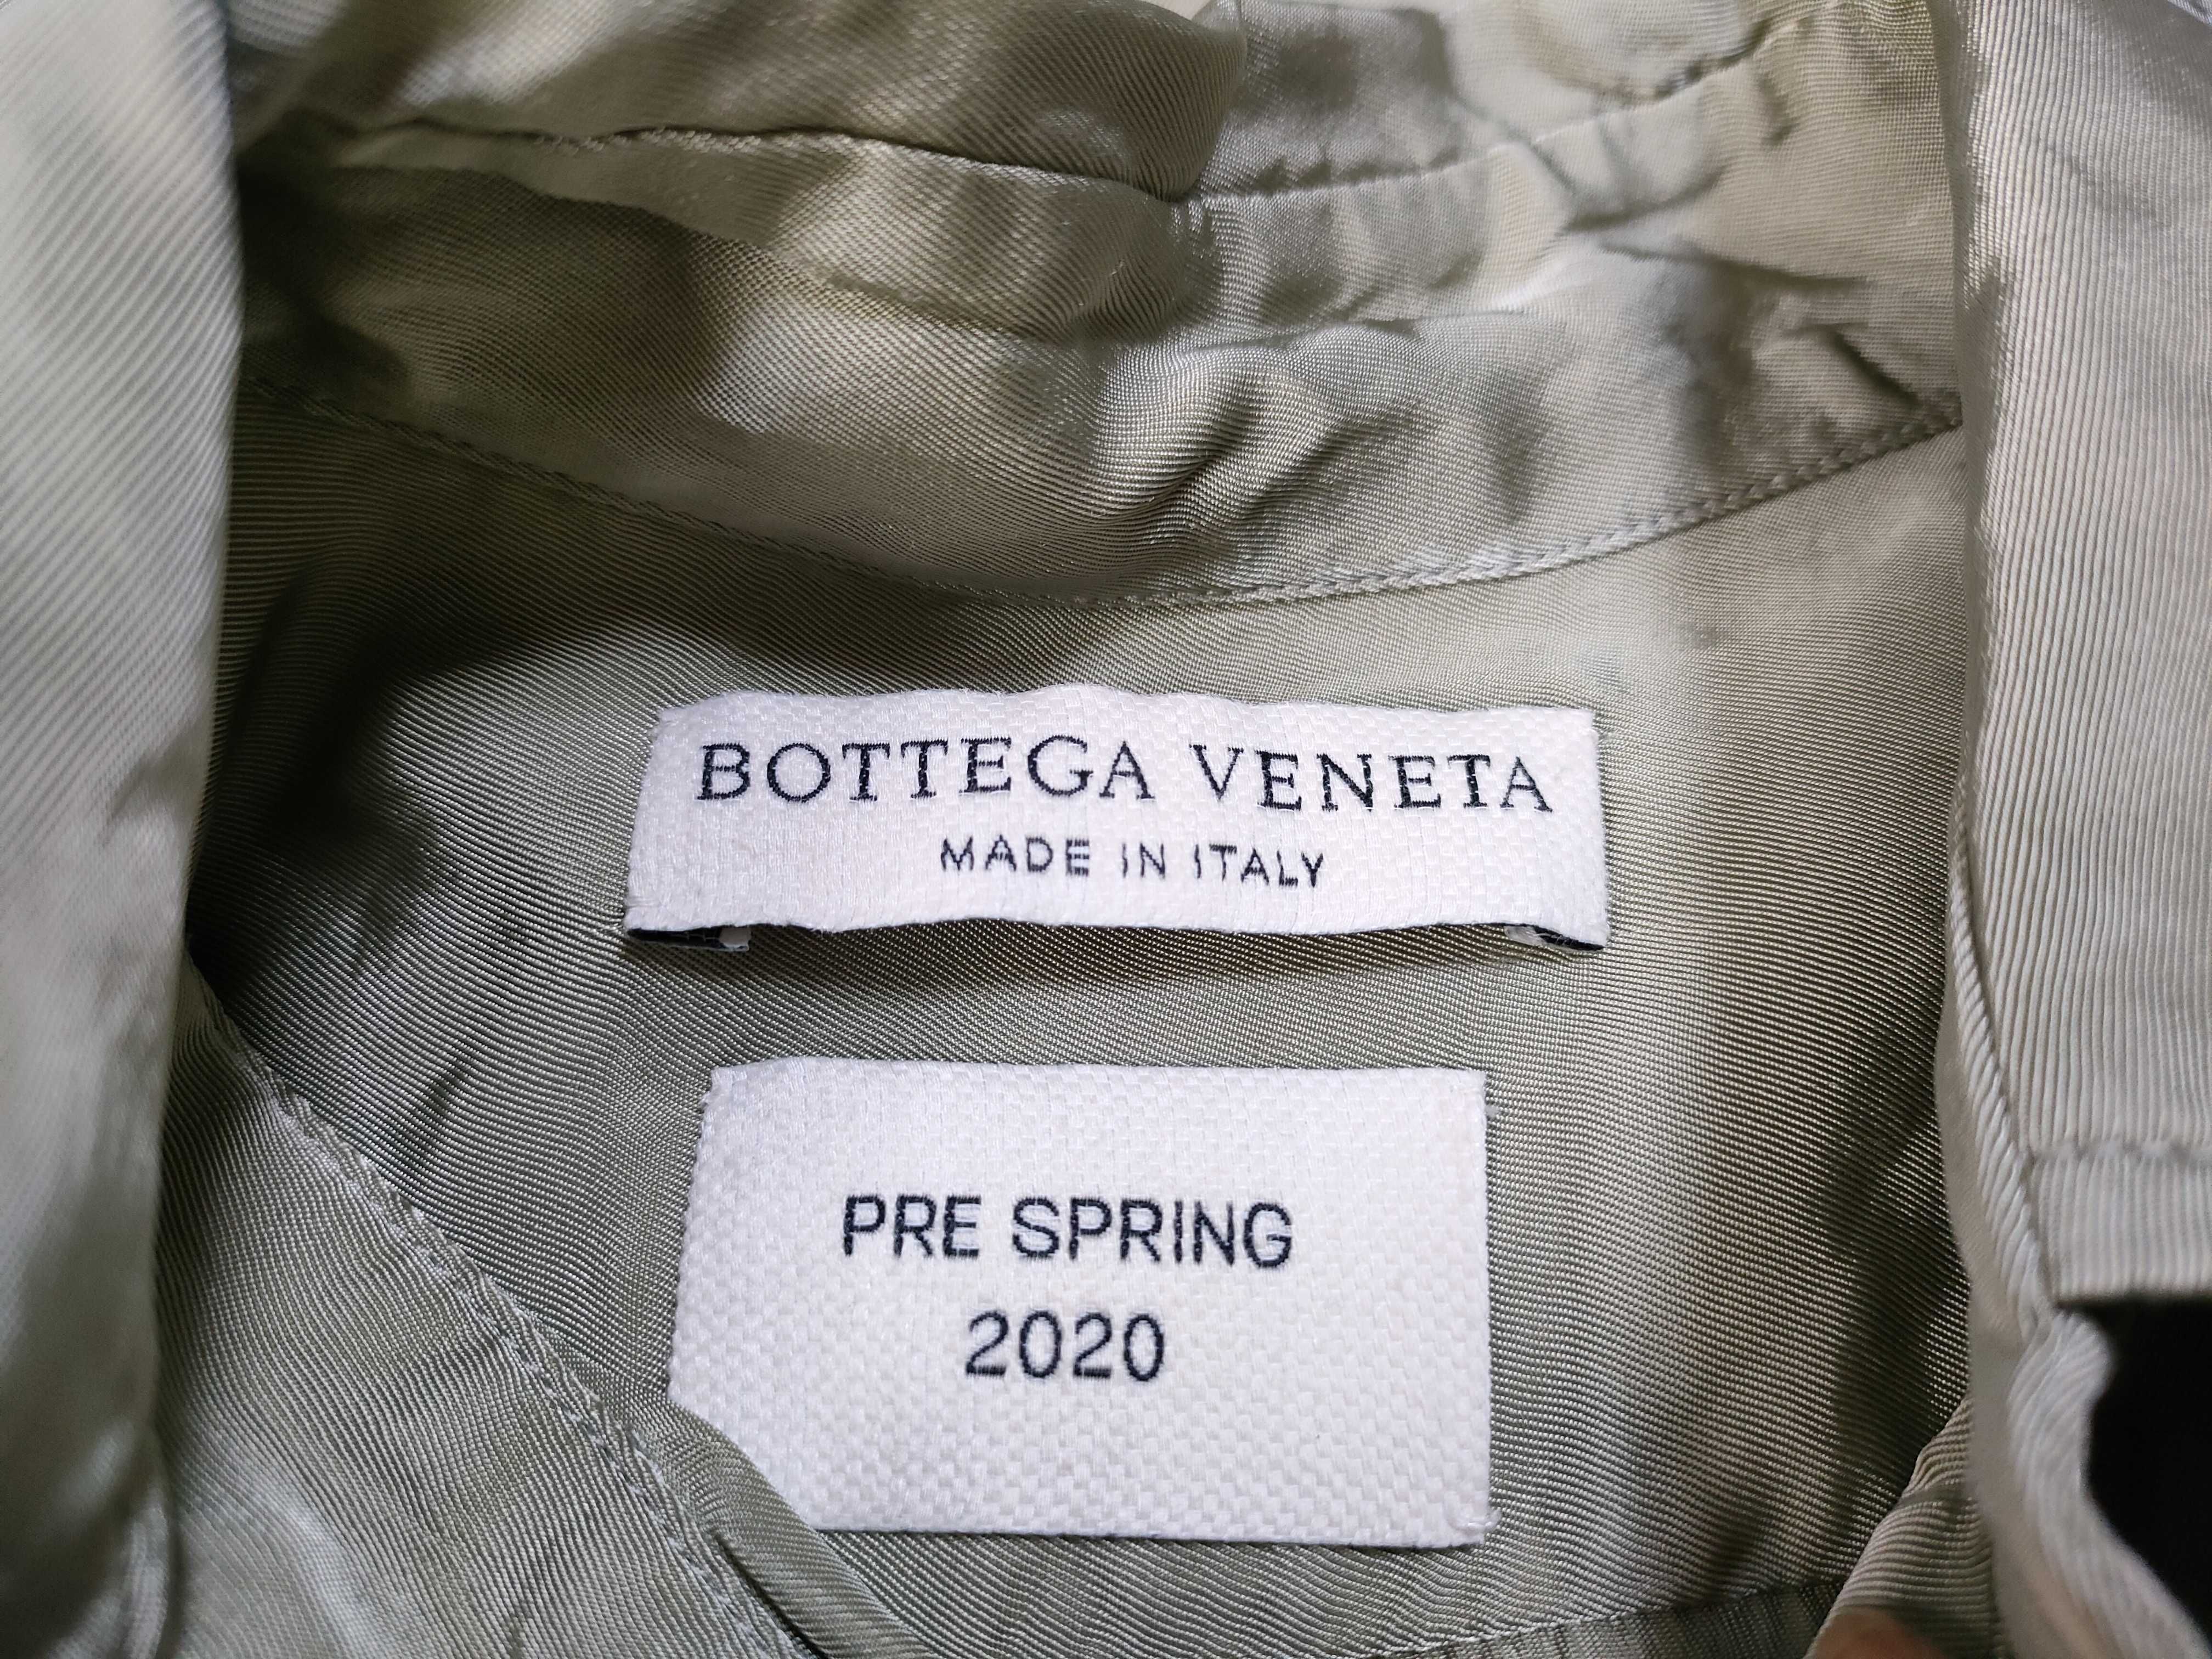 BOTTEGA VENETA
MADE IN ITALY
PRE SPRING
2020